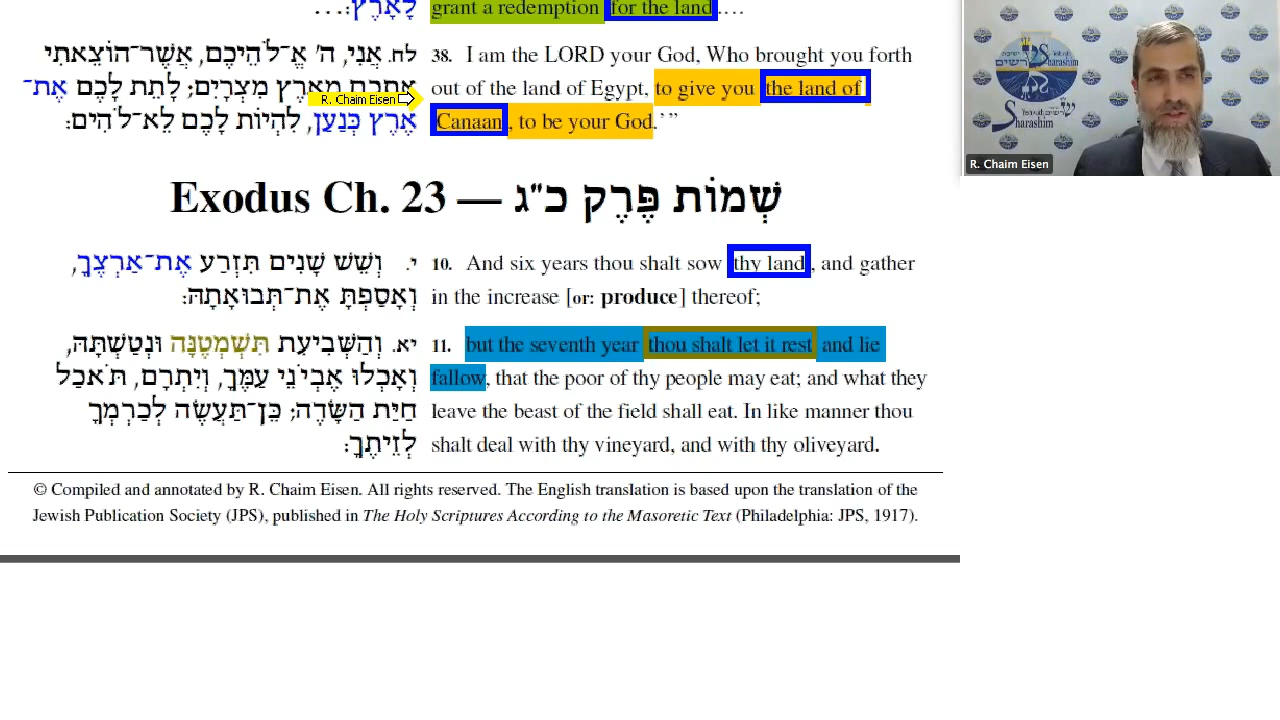 לָאָרֶץ:...
grant a redemption for the land....
לח. אֲנִי, ה' אֱ־לֹהֵיכֶם, אֲשֶׁר־הוֹצֵאתִי
אֶתְכֶם מֵאֶרֶץ מִצְרָיִם; לָתֵת לָכֶם אֶת־
אֶרֶץ כְּנַעַן, לִהְיוֹת לָכֶם לֵא־לֹהִים:
38. I am the LORD your God, Who brought you forth
out of the land of Egypt, to give you the land of
Canaan, to be your God.’”
R. Chaim Eisen
Exodus Ch. 23 — שְׁמוֹת פֶּרֶק כ"ג
י. וְשֵׁשׁ שָׁנִים תִּזְרַע אֶת־אַרְצֶךָ,
וְאָסַפְתָּ אֶת־תְּבוּאָתָהּ:
10. And six years thou shalt sow thy land, and gather
in the increase [or: produce] thereof;
יא. וְהַשְּׁבִיעִת תִּשְׁמְטֶנָּה וּנְטַשְׁתָּהּ,
וְאָכְלוּ אֶבְיֹנֵי עַמֶּךָ, וְיִתְרָם, תֹּאכַל
חַיַּת הַשָּׂדֶה; כֵּן־תַּעֲשֶׂה לְכַרְמְךָ
לְזֵיתֶךָ:
11. but the seventh year thou shalt let it rest and lie
fallow, that the poor of thy people may eat; and what they
leave the beast of the field shall eat. In like manner thou
shalt deal with thy vineyard, and with thy oliveyard.
© Compiled and annotated by R. Chaim Eisen. All rights reserved. The English translation is based upon the translation of the
Jewish Publication Society (JPS), published in The Holy Scriptures According to the Masoretic Text (Philadelphia: JPS, 1917).
Sharashim
R. Chaim Eisen